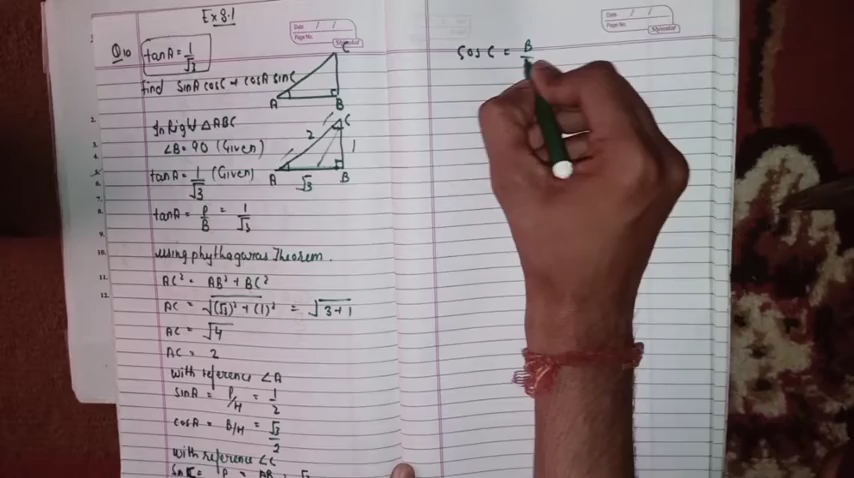 Ex 8.1
Date / /
Page No.
Q10 tanA = 1/√3
find sinA cosC + cosA sinC
C
A B
In Right △ABC
∠B = 90 (Given)
C
2 1
A √3 B
tanA = 1/√3 (Given)
tanA = P/B = 1/√3
using phythagoras Theorem.
AC² = AB² + BC²
AC = √(√3)² + (1)² = √3+1
AC = √4
AC = 2
with reference ∠A
sinA = P/H = 1/2
cosA = B/H = √3/2
with reference ∠C
Date / /
Page No.
cos C = B